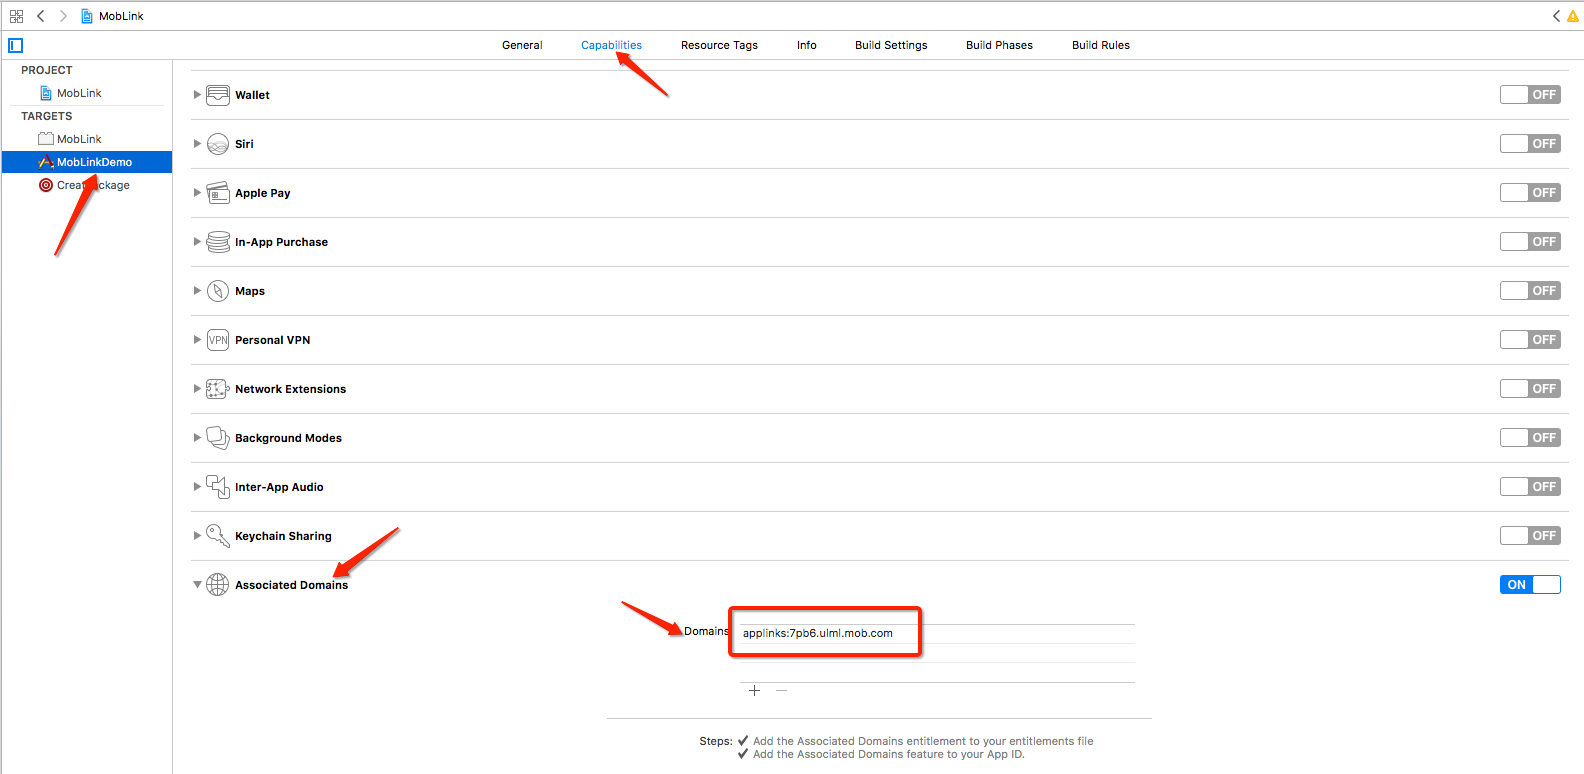 MobLink
General Capabilities Resource Tags Info Build Settings Build Phases Build Rules
PROJECT
MobLink
TARGETS
MobLink
MobLinkDemo
Wallet OFF
Siri OFF
Apple Pay OFF
In-App Purchase OFF
Maps OFF
VPN Personal VPN OFF
Network Extensions OFF
Background Modes OFF
Inter-App Audio OFF
Keychain Sharing OFF
Associated Domains ON
Domains applinks:7pb6.ulml.mob.com
Steps: ✔ Add the Associated Domains entitlement to your entitlements file
✔ Add the Associated Domains feature to your App ID.